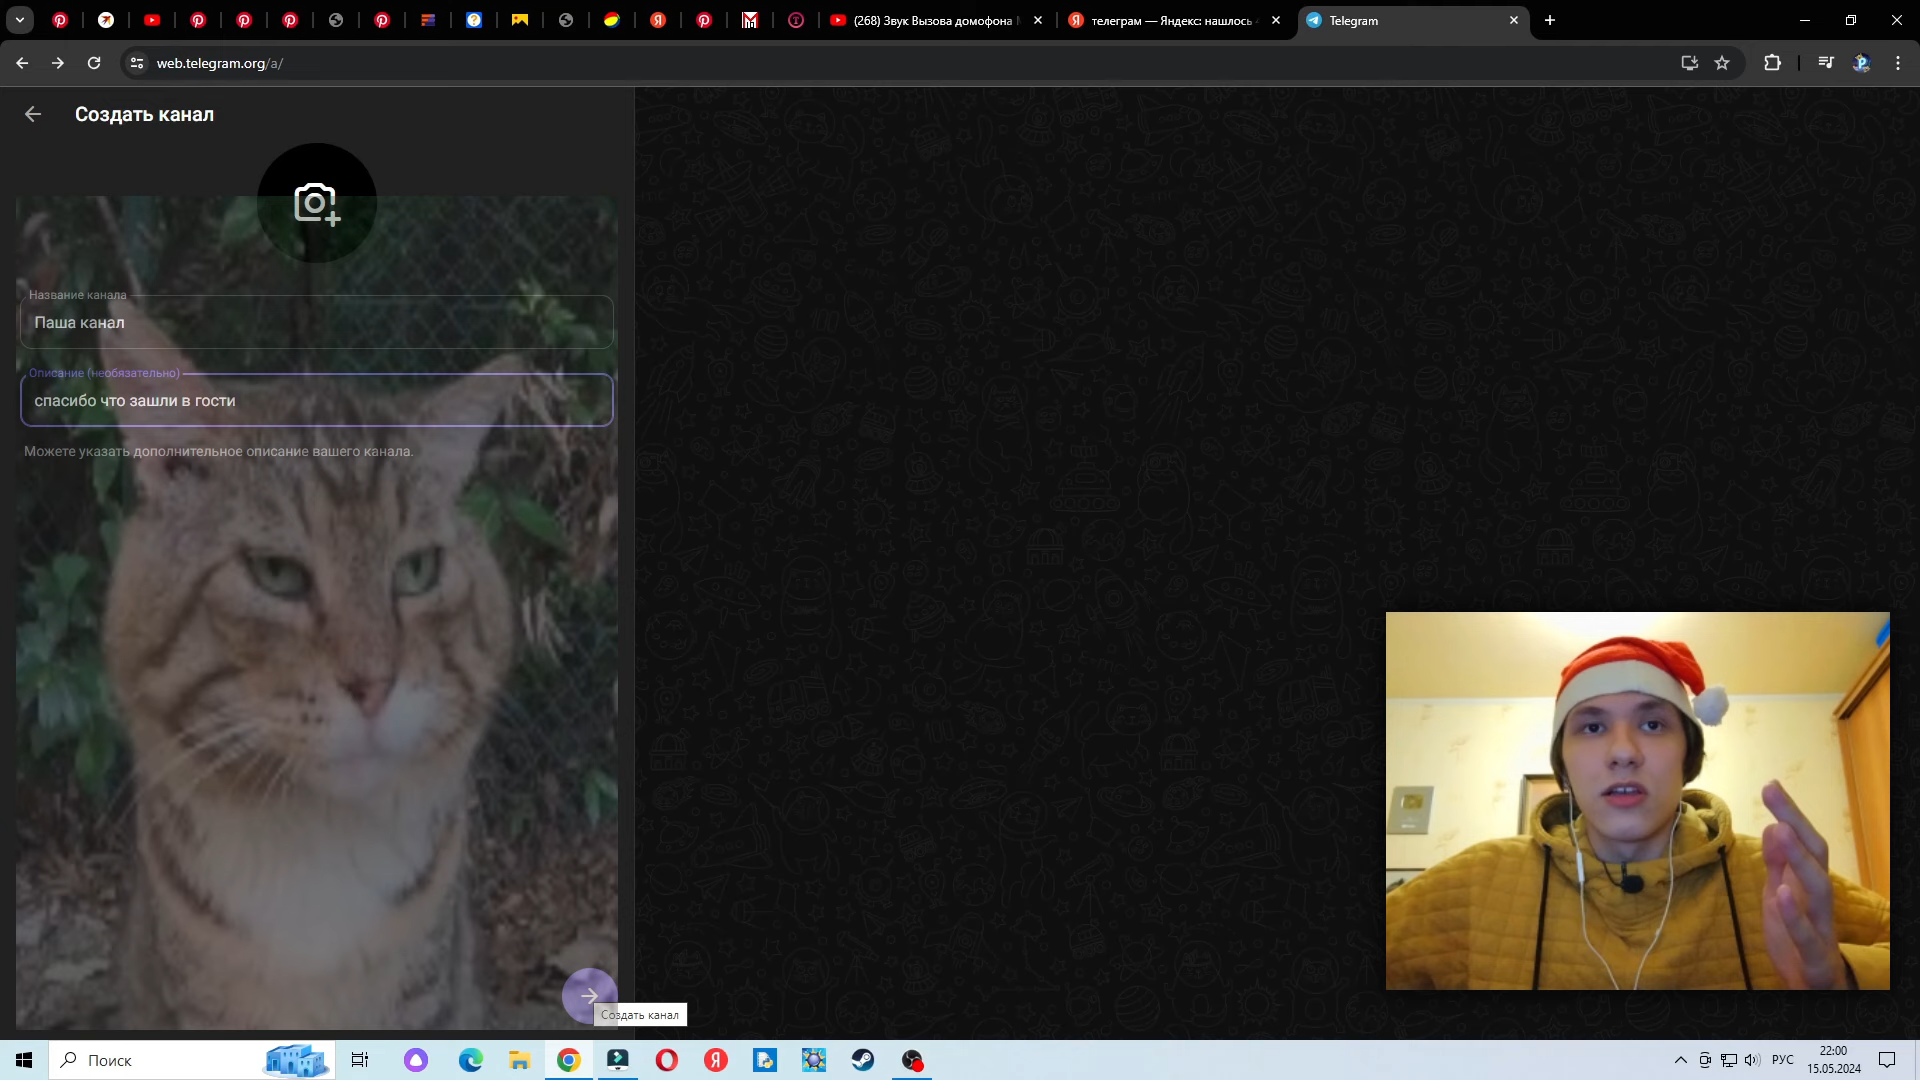 (268) Звук Вызова домофона
телеграм — Яндекс: нашлось
Telegram
web.telegram.org/a/
Создать канал
Название канала
Паша канал
Описание (необязательно)
спасибо что зашли в гости
Можете указать дополнительное описание вашего канала.
Создать канал
Поиск
РУС
22:00
15.05.2024